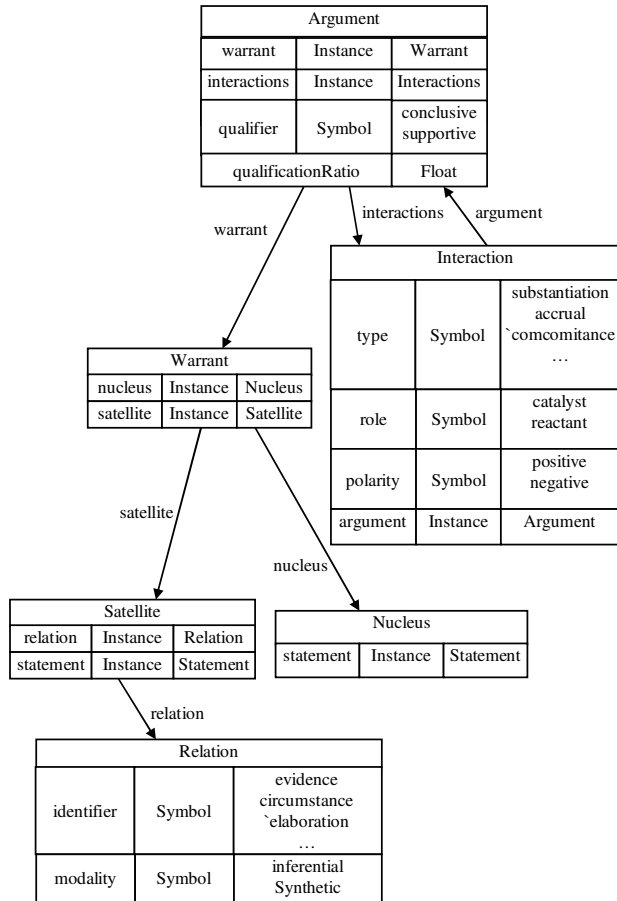 Argument
warrant Instance Warrant
interactions Instance Interactions
qualifier Symbol conclusive
supportive
qualificationRatio Float
warrant
interactions
argument
Interaction
type Symbol substantiation
accrual
`comcomitance
…
role Symbol catalyst
reactant
polarity Symbol positive
negative
argument Instance Argument
Warrant
nucleus Instance Nucleus
satellite Instance Satellite
satellite
nucleus
Satellite
relation Instance Relation
statement Instance Statement
Nucleus
statement Instance Statement
relation
Relation
identifier Symbol evidence
circumstance
`elaboration
…
modality Symbol inferential
Synthetic